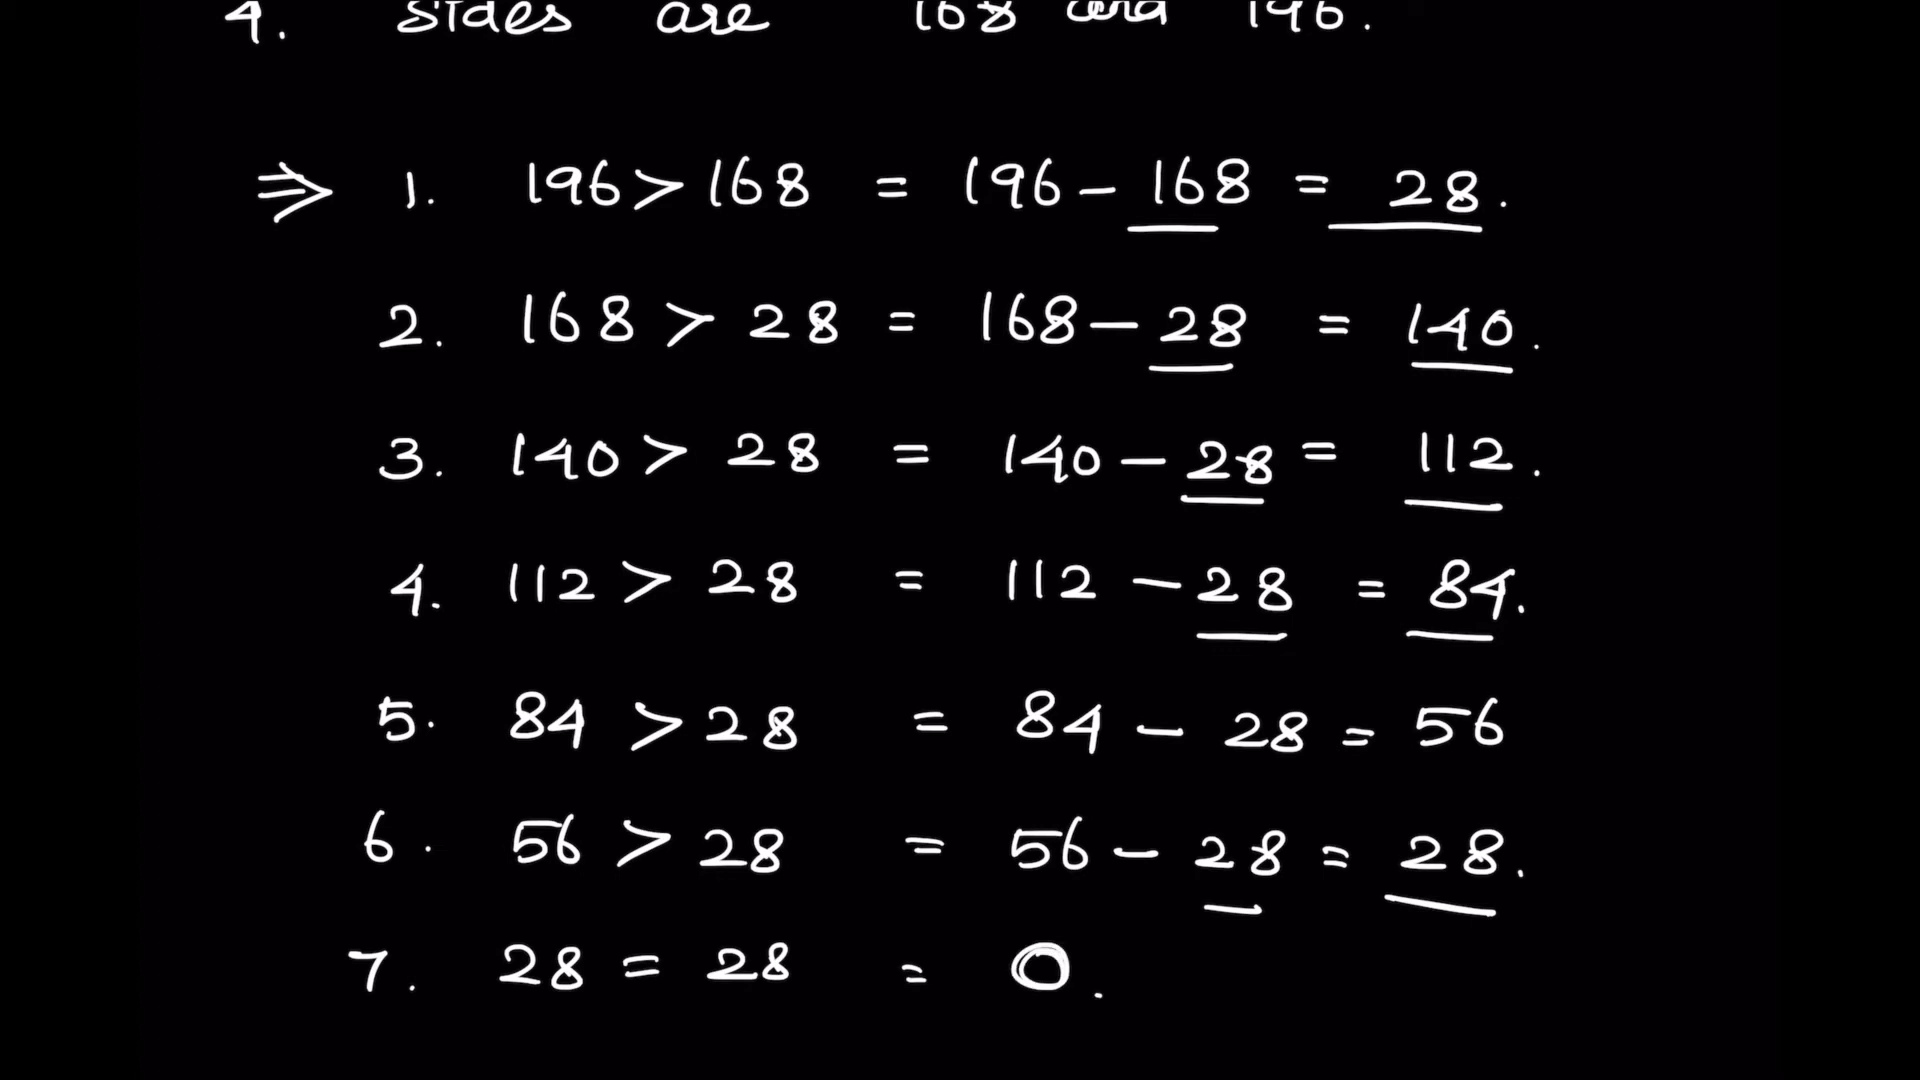 4. Sides are 168 and 196.
⇒ 1. 196 > 168 = 196 - 168 = 28.
2. 168 > 28 = 168 - 28 = 140.
3. 140 > 28 = 140 - 28 = 112.
4. 112 > 28 = 112 - 28 = 84.
5. 84 > 28 = 84 - 28 = 56
6. 56 > 28 = 56 - 28 = 28.
7. 28 = 28 = 0.